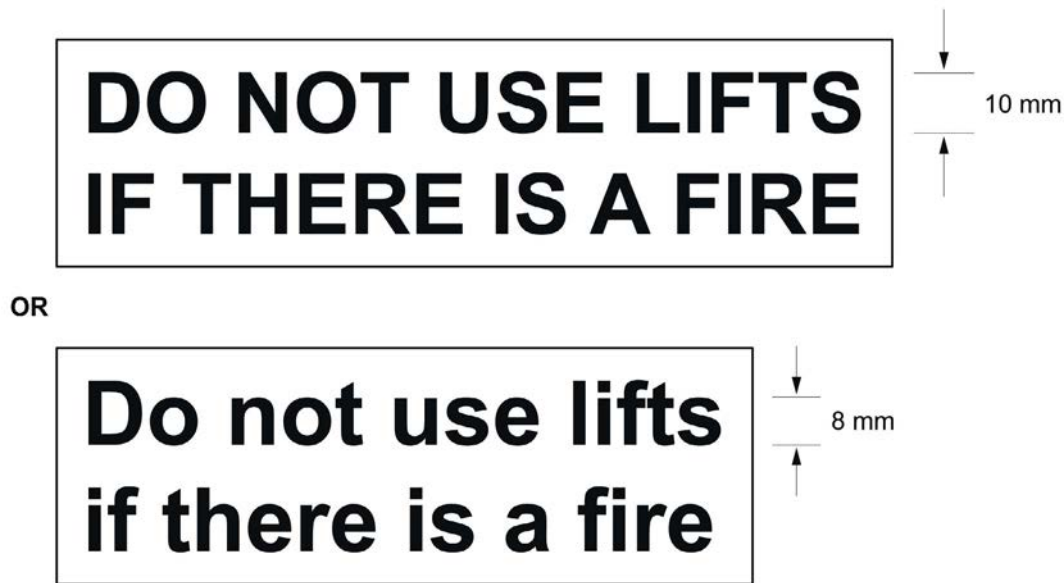 DO NOT USE LIFTS
10 mm
IF THERE IS A FIRE
OR
Do not use lifts
8 mm
if there is a fire